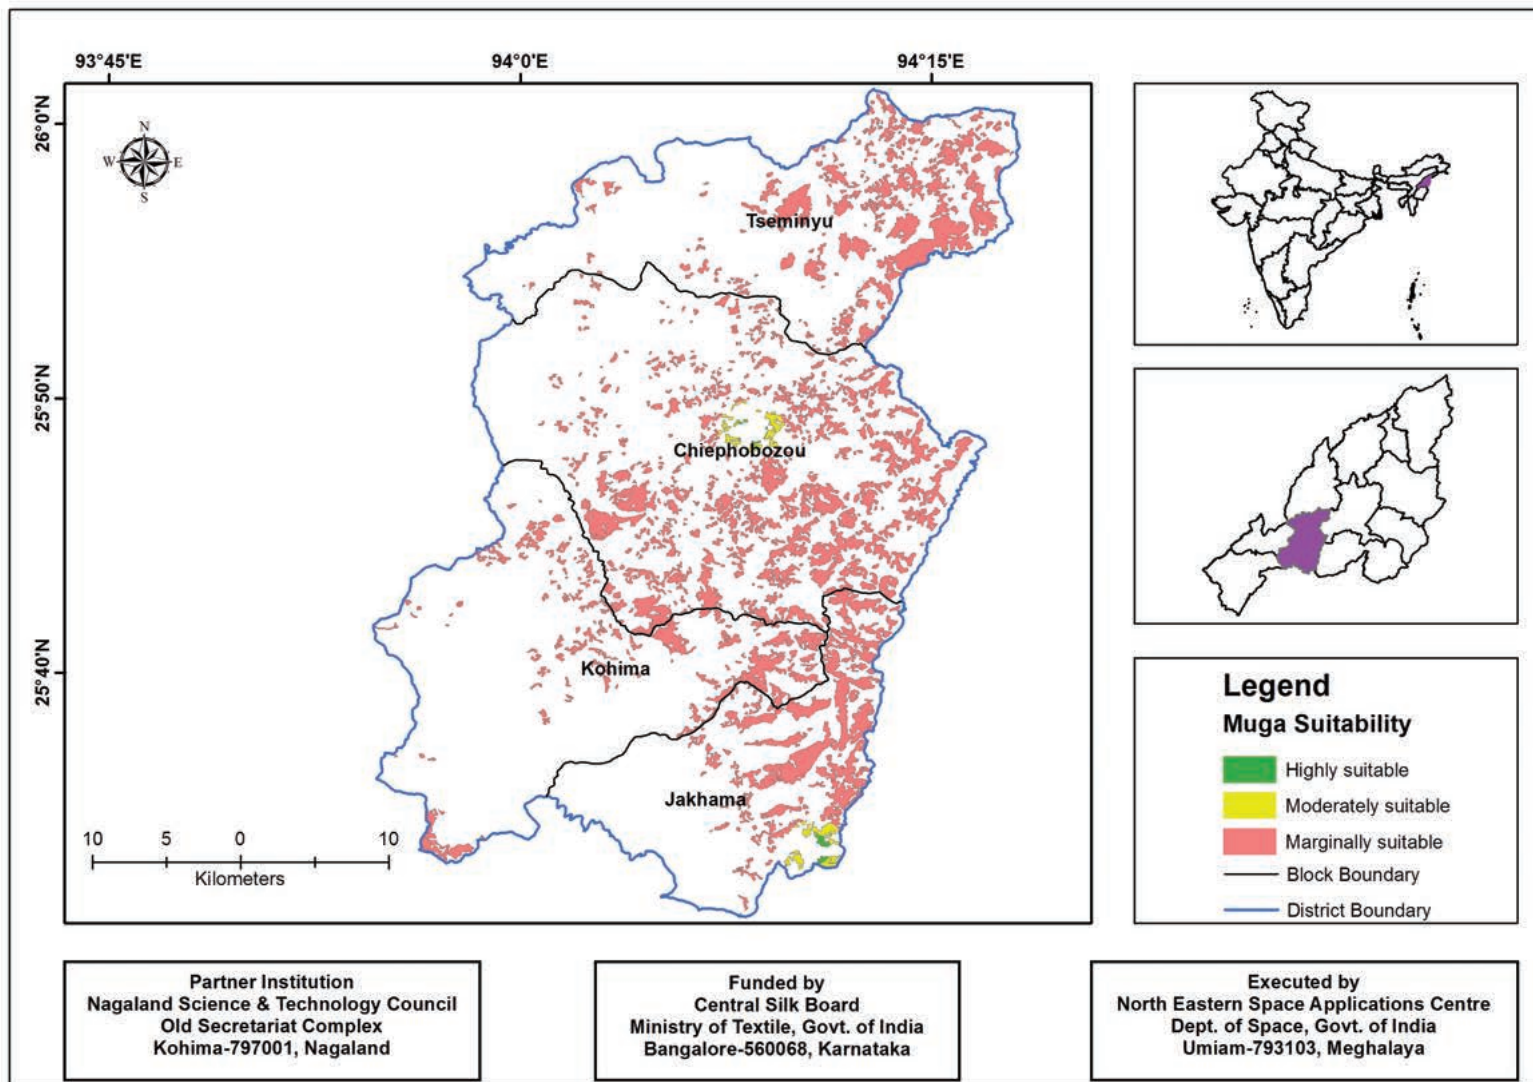 93°45'E
94°0'E
94°15'E
26°0'N
25°50'N
25°40'N
N
W
E
S
Tseminyu
Chiephobozou
Kohima
Jakhama
10 5 0 10
Kilometers
Legend
Muga Suitability
Highly suitable
Moderately suitable
Marginally suitable
Block Boundary
District Boundary
Partner Institution
Nagaland Science & Technology Council
Old Secretariat Complex
Kohima-797001, Nagaland
Funded by
Central Silk Board
Ministry of Textile, Govt. of India
Bangalore-560068, Karnataka
Executed by
North Eastern Space Applications Centre
Dept. of Space, Govt. of India
Umiam-793103, Meghalaya